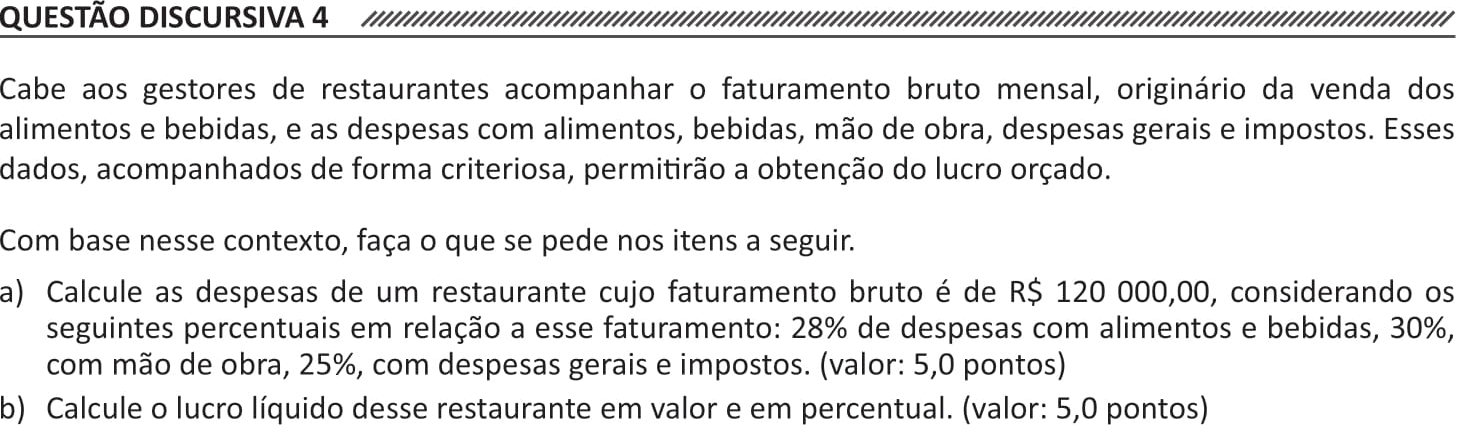 QUESTÃO DISCURSIVA 4
Cabe aos gestores de restaurantes acompanhar o faturamento bruto mensal, originário da venda dos
alimentos e bebidas, e as despesas com alimentos, bebidas, mão de obra, despesas gerais e impostos. Esses
dados, acompanhados de forma criteriosa, permitirão a obtenção do lucro orçado.
Com base nesse contexto, faça o que se pede nos itens a seguir.
a) Calcule as despesas de um restaurante cujo faturamento bruto é de R$ 120 000,00, considerando os
seguintes percentuais em relação a esse faturamento: 28% de despesas com alimentos e bebidas, 30%,
com mão de obra, 25%, com despesas gerais e impostos. (valor: 5,0 pontos)
b) Calcule o lucro líquido desse restaurante em valor e em percentual. (valor: 5,0 pontos)